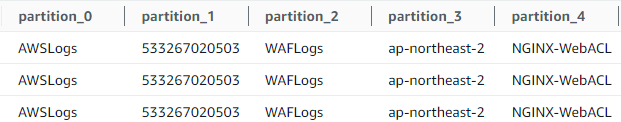 partition_0 partition_1 partition_2 partition_3 partition_4
AWSLogs 533267020503 WAFLogs ap-northeast-2 NGINX-WebACL
AWSLogs 533267020503 WAFLogs ap-northeast-2 NGINX-WebACL
AWSLogs 533267020503 WAFLogs ap-northeast-2 NGINX-WebACL